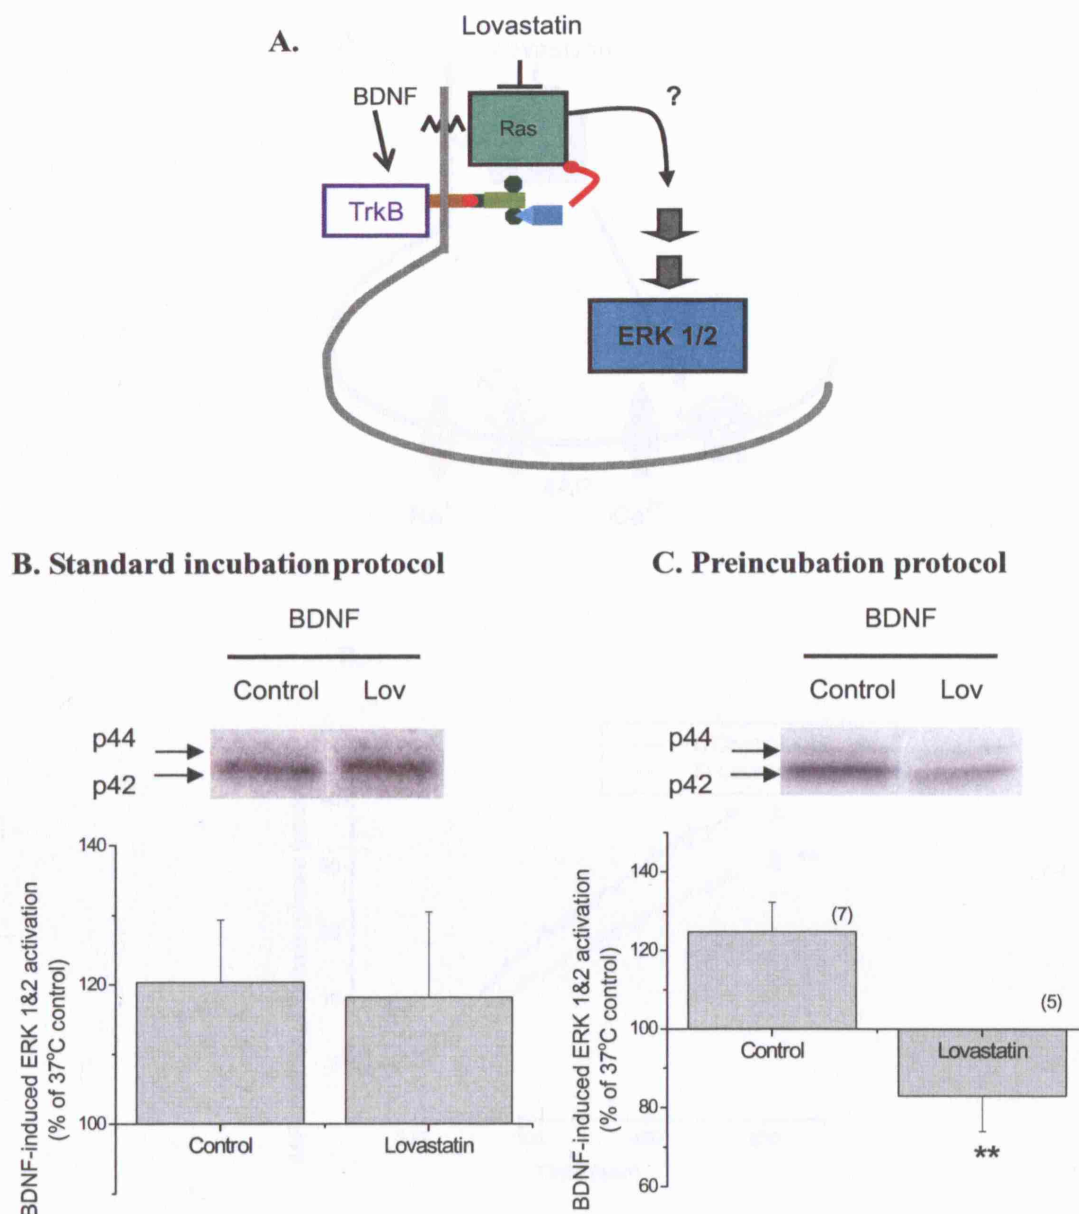 A.
Lovastatin
BDNF
Ras
?
TrkB
ERK 1/2
B. Standard incubation protocol
BDNF
Control Lov
p44
p42
BDNF-induced ERK 1&2 activation
(% of 37°C control)
140
120
100
Control Lovastatin
C. Preincubation protocol
BDNF
Control Lov
p44
p42
BDNF-induced ERK 1&2 activation
(% of 37°C control)
140
120
100
80
60
(7)
(5)
Control Lovastatin
**